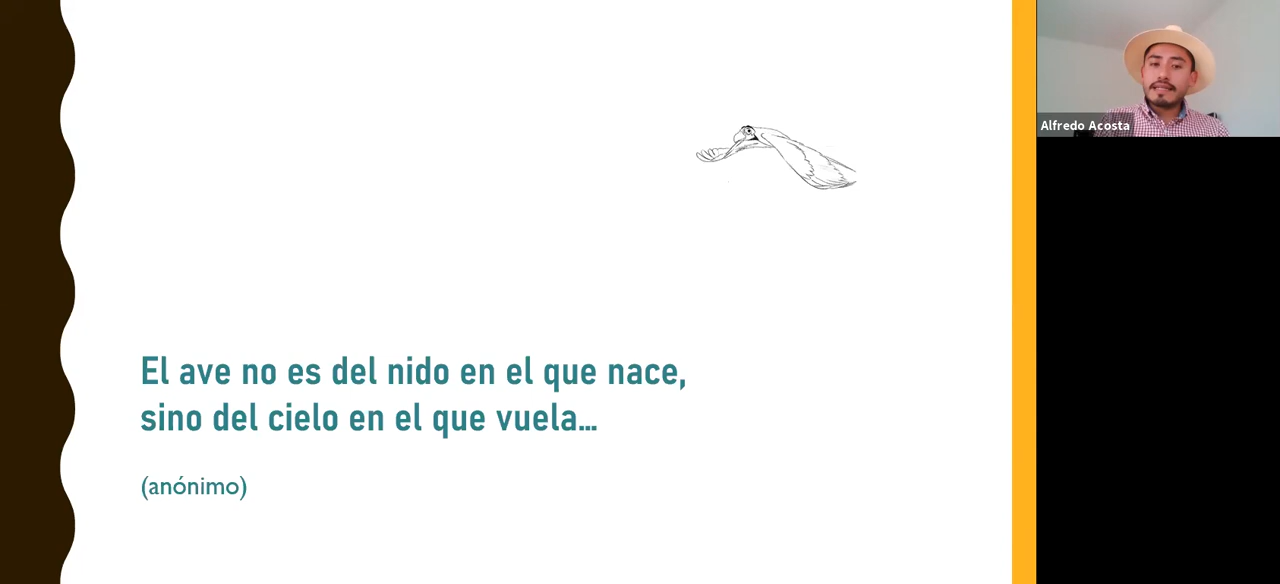 El ave no es del nido en el que nace,
sino del cielo en el que vuela...
(anónimo)
Alfredo Acosta